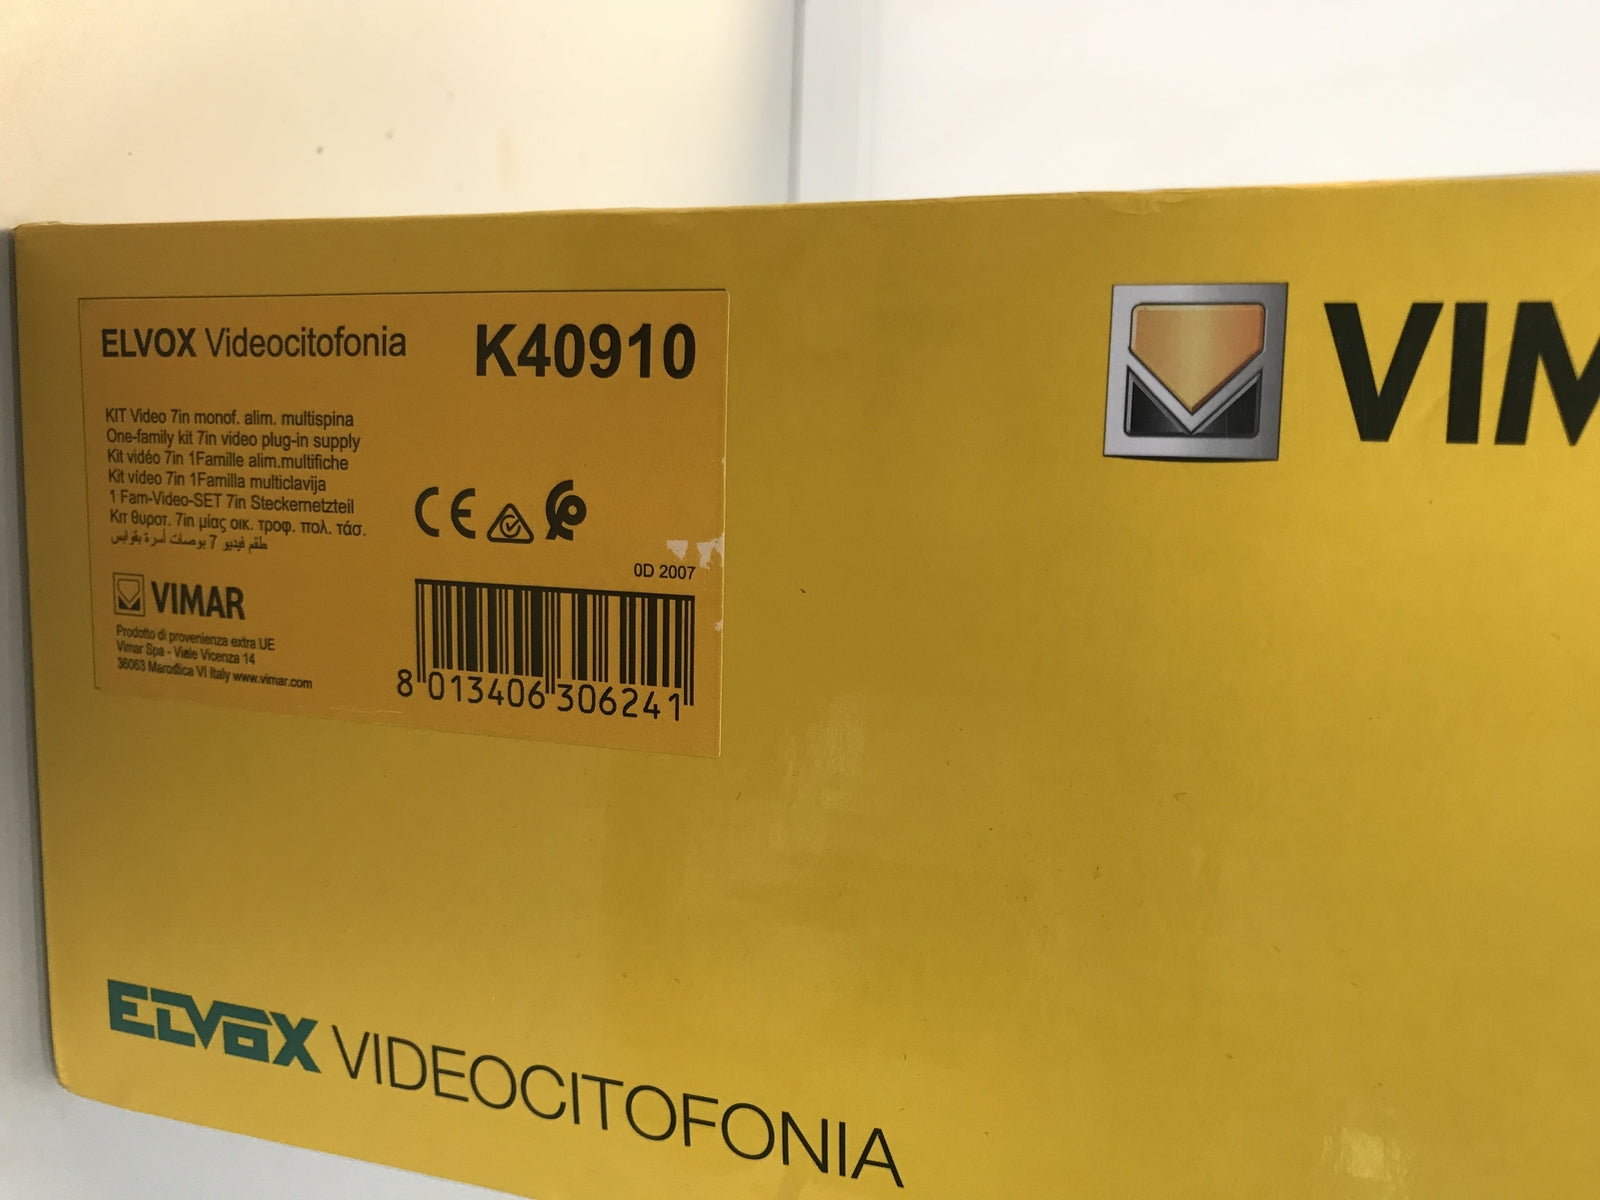 ELVOX Videocitofonia K40910
KIT Video 7in monof. alim. multispina
One-family kit 7in video plug-in supply
Kit vidéo 7in 1Famille alim.multifiche
Kit vídeo 7in 1Familla multiclavija
1 Fam-Video-SET 7in Steckernetzteil
Κιτ θυροτ. 7in μίας οικ. τροφ. πολ. τάσ.
طقم فيديو 7 بوصات أسرة بقوابس
CE
0D 2007
VIMAR
Prodotto di provenienza extra UE
Vimar Spa - Viale Vicenza 14
36063 Marostica VI Italy www.vimar.com
8 013406 306241
VIM
ELVOX VIDEOCITOFONIA